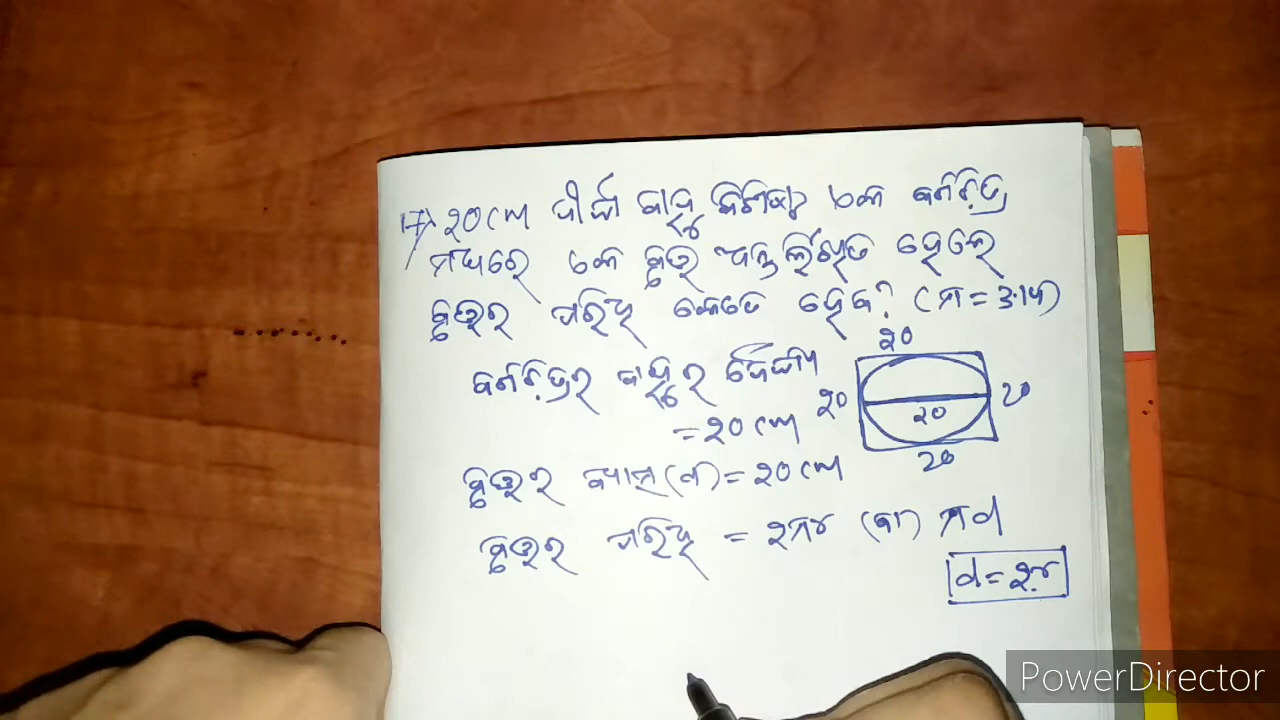 17) 20 cm ଦୀର୍ଘ ବାହୁ ବିଶିଷ୍ଟ ଏକ ବର୍ଗଚିତ୍ର
ମଧ୍ୟରେ ଏକ ବୃତ୍ତ ଅନ୍ତର୍ଲିଖିତ ହେଲେ
ବୃତ୍ତର ପରିଧି କେତେ ହେବ? (π = 3.14)
20
ବର୍ଗଚିତ୍ରର ବାହୁର ଦୈର୍ଘ୍ୟ
20
20
= 20 cm
20
20
ବୃତ୍ତର ବ୍ୟାସ (d) = 20 cm
ବୃତ୍ତର ପରିଧି = 2πr (ବା) πd
d = 2r
PowerDirector